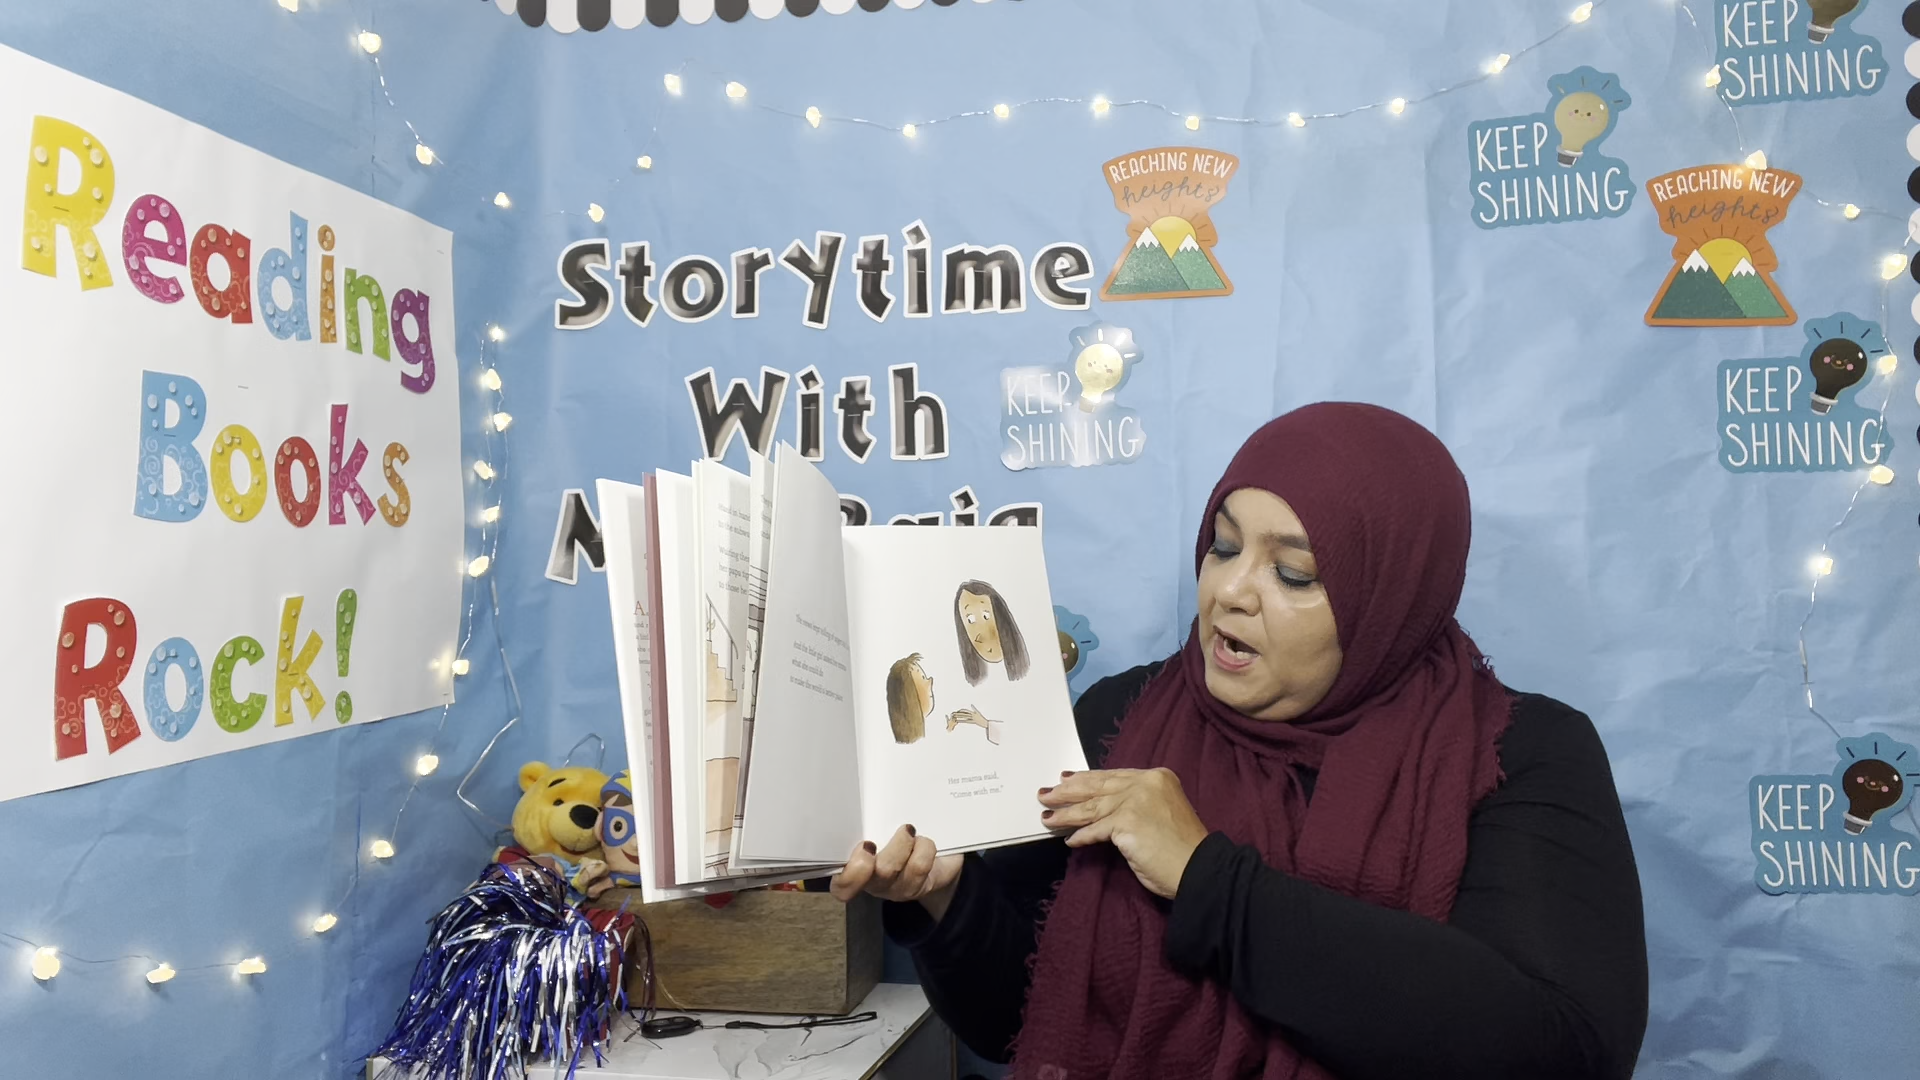 Reading
Books
Rock!
Storytime
With
REACHING NEW
heights
KEEP
SHINING
KEEP
SHINING
KEEP
SHINING
REACHING NEW
heights
KEEP
SHINING
KEEP
SHINING
Her mama said,
"Come with me."